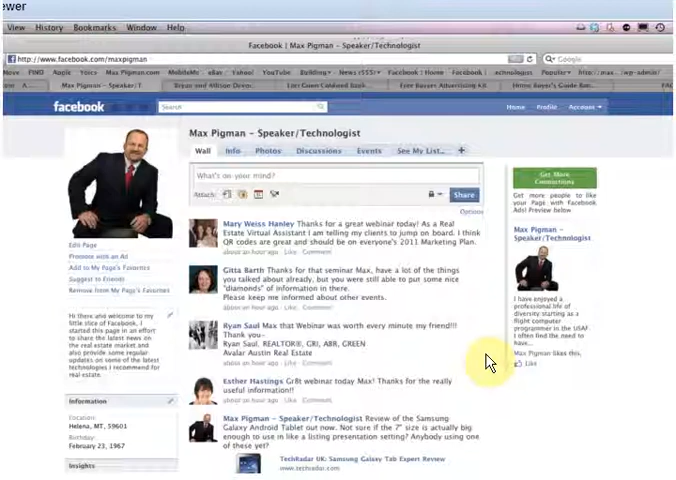 ewer
View History Bookmarks Window Help
Facebook | Max Pigman – Speaker/Technologist
http://www.facebook.com/maxpigman
Google
Move FIND Angie Voice Max Pigman.com MobileMe eBay Yahoo! YouTube Building News (555) Facebook | Home Facebook | Popular
Max Pigman – Speaker/T
facebook
Search
Home Profile Account
Max Pigman – Speaker/Technologist
Wall Info Photos Discussions Events See My List... +
What's on your mind?
Attach:
Share
Options
Edit Page
Promote with an Ad
Add to My Page's Favorites
Suggest to Friends
Remove from My Page's Favorites
Hi there and welcome to my
little slice of Facebook, I
started this page in an effort
to share the latest news on
the real estate market and
also provide some regular
updates on some of the latest
technologies I recommend for
real-estate.
Information
Location:
Helena, MT, 59601
Birthday:
February 23, 1967
Insights
Mary Weiss Hanley Thanks for a great webinar today! As a Real
Estate Virtual Assistant I am telling my clients to jump on board. I think
QR codes are great and should be on everyone's 2011 Marketing Plan.
about an hour ago · Like · Comment
Gitta Barth Thanks for that seminar Max, have a lot of the things
you talked about already, but you were still able to put some nice
"diamonds" of information in there.
Please keep me informed about other events.
about an hour ago · Like · Comment
Ryan Saul Max that Webinar was worth every minute my friend!!!
Thank you-
Ryan Saul, REALTOR®, GRI, ABR, GREEN
Avalar Austin Real Estate
about an hour ago · Like · Comment
Esther Hastings Gr8t webinar today Max! Thanks for the really
useful information!!
about an hour ago · Like · Comment
Max Pigman – Speaker/Technologist Review of the Samsung
Galaxy Android Tablet out now. Not sure if the 7" size is actually big
enough to use in like a listing presentation setting? Anybody using one
of these yet?
TechRadar UK: Samsung Galaxy Tab Expert Review
www.techradar.com
Get More
Connections
Get more people to like
your Page with Facebook
Ads! Preview below
Max Pigman –
Speaker/Technologist
I have enjoyed a
professional life of
diversity starting as a
flight computer
programmer in the USAF.
I often find the need to
have...
Max Pigman likes this.
Like